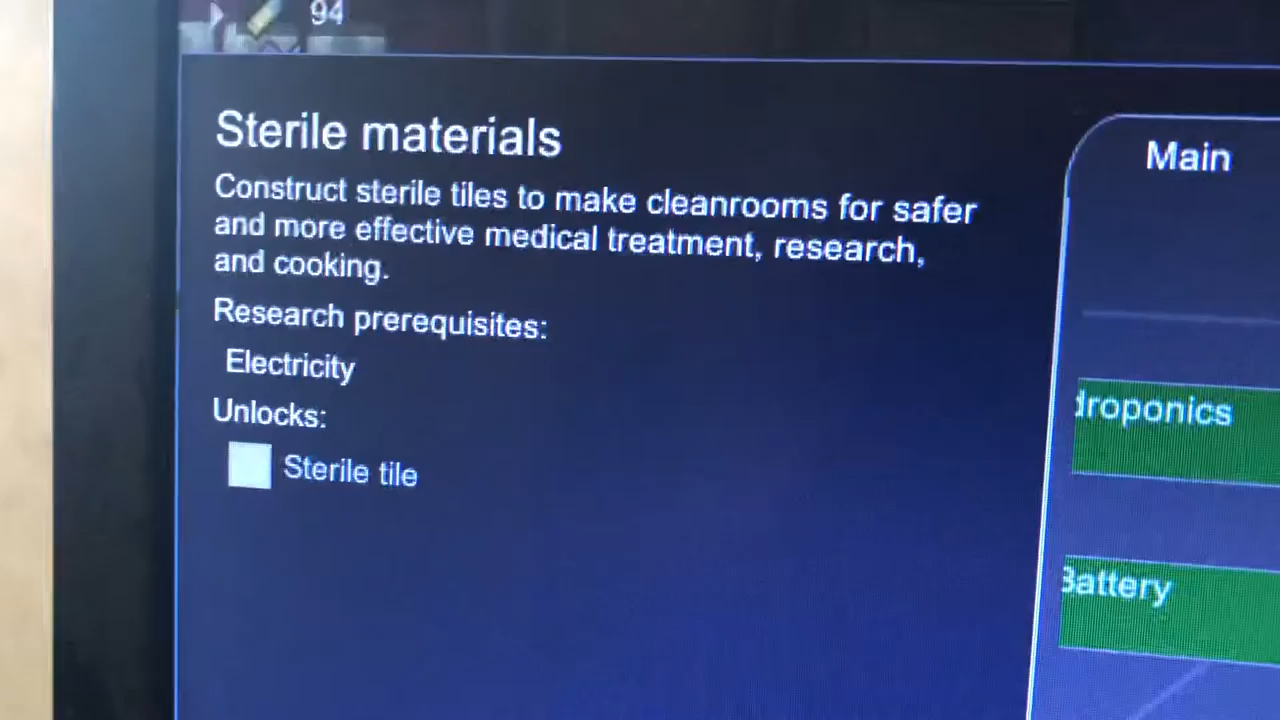 94
Sterile materials
Construct sterile tiles to make cleanrooms for safer
and more effective medical treatment, research,
and cooking.
Research prerequisites:
Electricity
Unlocks:
Sterile tile
Main
droponics
Battery